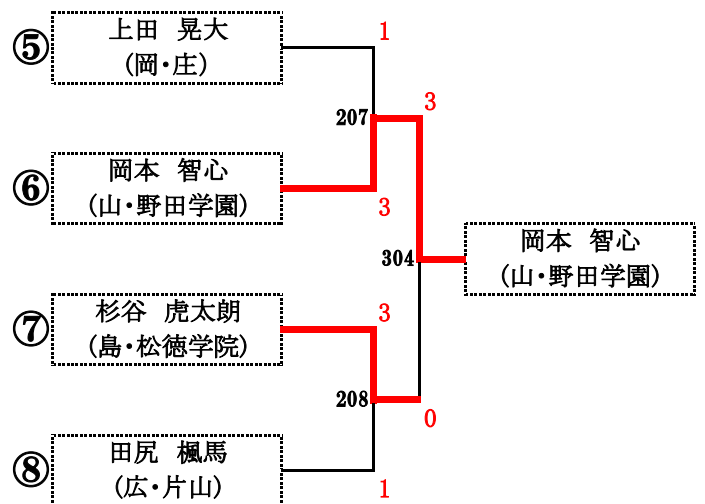 ⑤
上田 晃大
(岡・庄)
1
207
3
⑥
岡本 智心
(山・野田学園)
3
304
岡本 智心
(山・野田学園)
⑦
杉谷 虎太朗
(島・松徳学院)
3
208
0
⑧
田尻 楓馬
(広・片山)
1